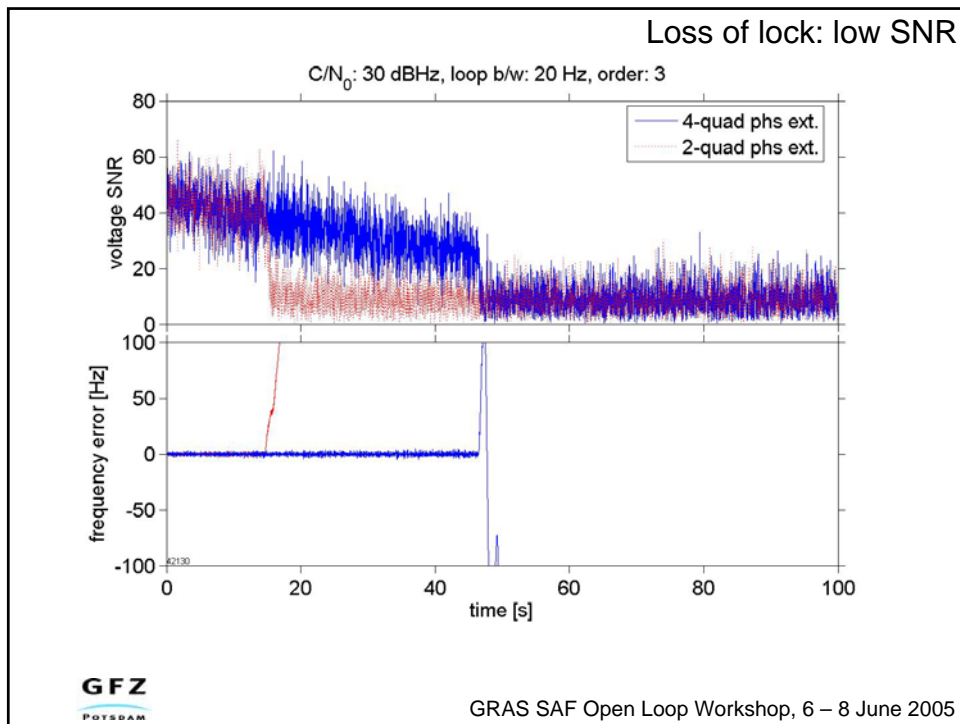 Loss of lock: low SNR
C/N0: 30 dBHz, loop b/w: 20 Hz, order: 3
80
60
40
20
0
voltage SNR
4-quad phs ext.
2-quad phs ext.
100
50
0
-50
-100
frequency error [Hz]
42130
0 20 40 60 80 100
time [s]
GFZ
POTSDAM
GRAS SAF Open Loop Workshop, 6 – 8 June 2005